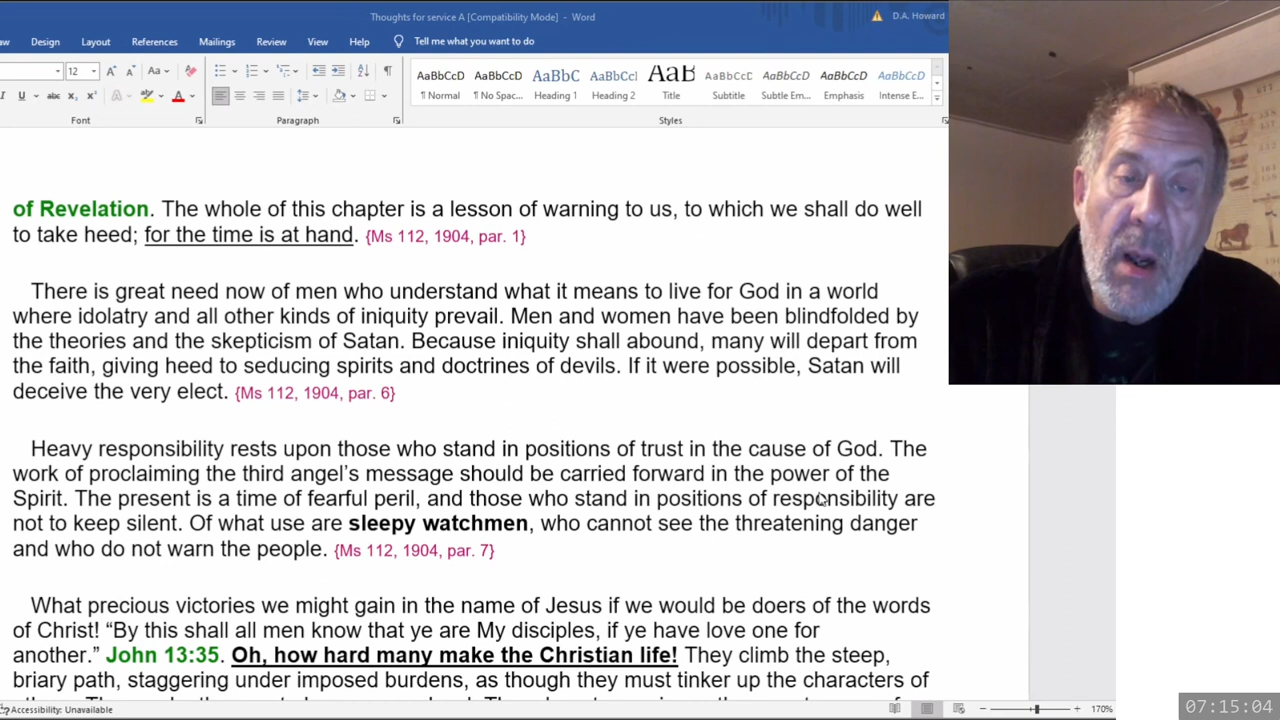 Thoughts for service A [Compatibility Mode] - Word
D.A. Howard
Design Layout References Mailings Review View Help Tell me what you want to do
12
Aa
AaBbCcD AaBbCcD AaBbC AaBbCcl AaB AaBbCcD AaBbCcD AaBbCcD AaBbCcD
¶ Normal ¶ No Spac... Heading 1 Heading 2 Title Subtitle Subtle Em... Emphasis Intense E...
Font Paragraph Styles
of Revelation. The whole of this chapter is a lesson of warning to us, to which we shall do well
to take heed; for the time is at hand. {Ms 112, 1904, par. 1}
There is great need now of men who understand what it means to live for God in a world
where idolatry and all other kinds of iniquity prevail. Men and women have been blindfolded by
the theories and the skepticism of Satan. Because iniquity shall abound, many will depart from
the faith, giving heed to seducing spirits and doctrines of devils. If it were possible, Satan will
deceive the very elect. {Ms 112, 1904, par. 6}
Heavy responsibility rests upon those who stand in positions of trust in the cause of God. The
work of proclaiming the third angel's message should be carried forward in the power of the
Spirit. The present is a time of fearful peril, and those who stand in positions of responsibility are
not to keep silent. Of what use are sleepy watchmen, who cannot see the threatening danger
and who do not warn the people. {Ms 112, 1904, par. 7}
What precious victories we might gain in the name of Jesus if we would be doers of the words
of Christ! “By this shall all men know that ye are My disciples, if ye have love one for
another.” John 13:35. Oh, how hard many make the Christian life! They climb the steep,
briary path, staggering under imposed burdens, as though they must tinker up the characters of
Accessibility: Unavailable
170%
07:15:04